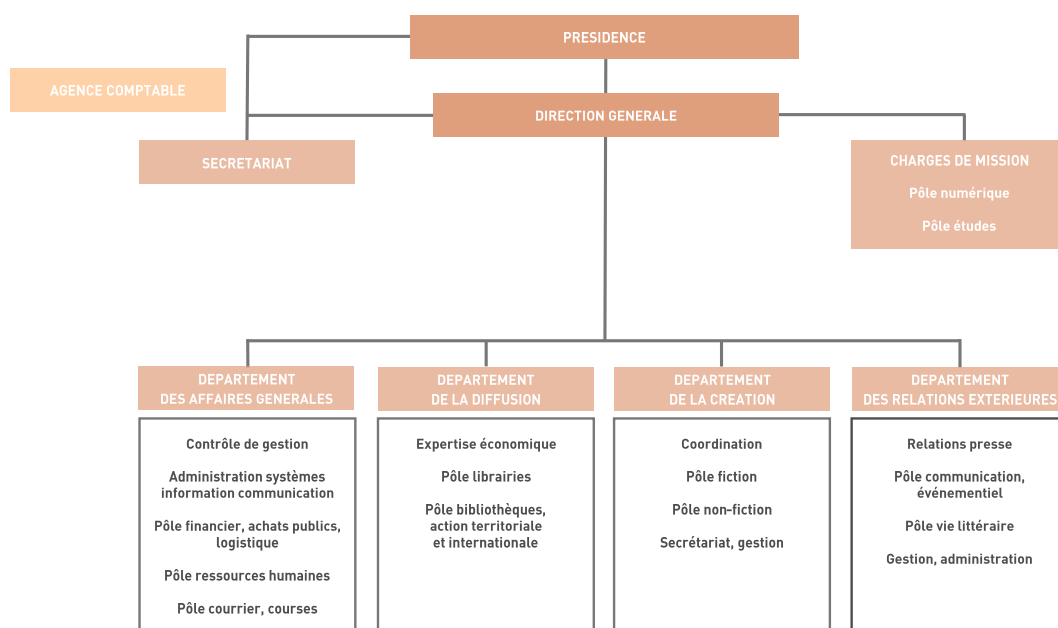 PRESIDENCE
AGENCE COMPTABLE
DIRECTION GENERALE
SECRETARIAT
CHARGES DE MISSION
Pôle numérique
Pôle études
DEPARTEMENT
DES AFFAIRES GENERALES
Contrôle de gestion
Administration systèmes
information communication
Pôle financier, achats publics,
logistique
Pôle ressources humaines
Pôle courrier, courses
DEPARTEMENT
DE LA DIFFUSION
Expertise économique
Pôle librairies
Pôle bibliothèques,
action territoriale
et internationale
DEPARTEMENT
DE LA CREATION
Coordination
Pôle fiction
Pôle non-fiction
Secrétariat, gestion
DEPARTEMENT
DES RELATIONS EXTERIEURES
Relations presse
Pôle communication,
événementiel
Pôle vie littéraire
Gestion, administration